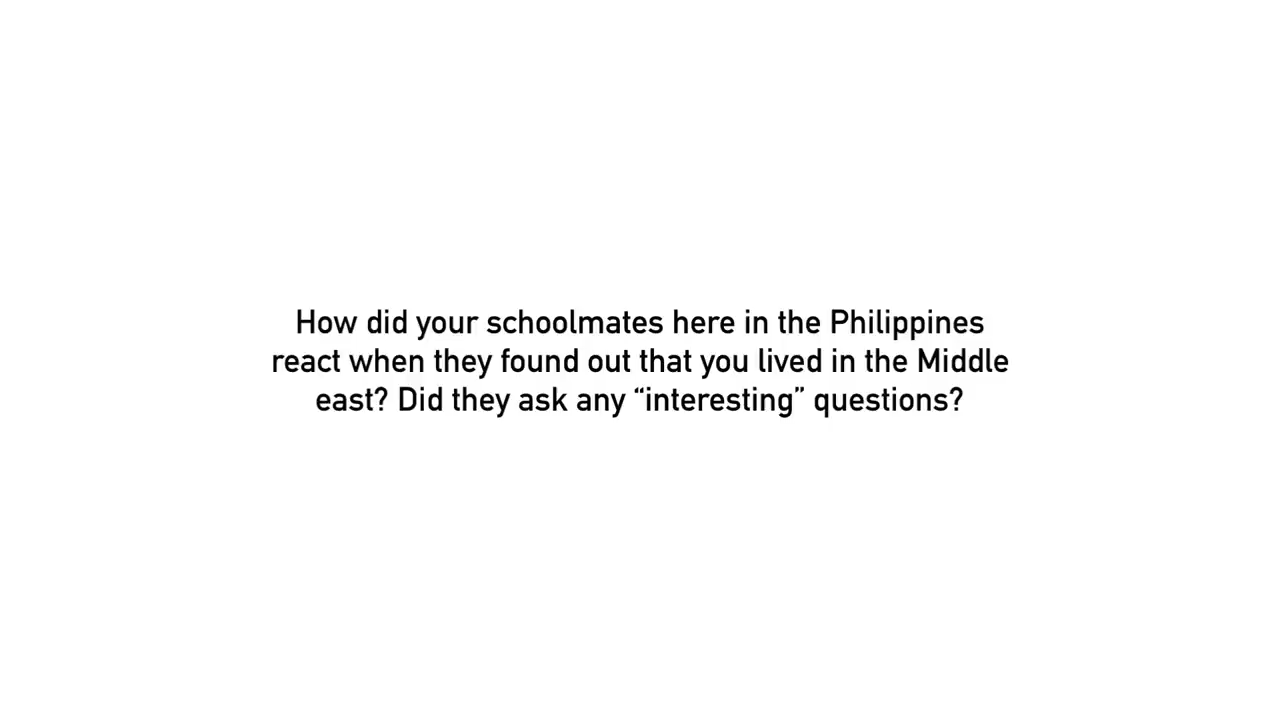 How did your schoolmates here in the Philippines
react when they found out that you lived in the Middle
east? Did they ask any “interesting” questions?